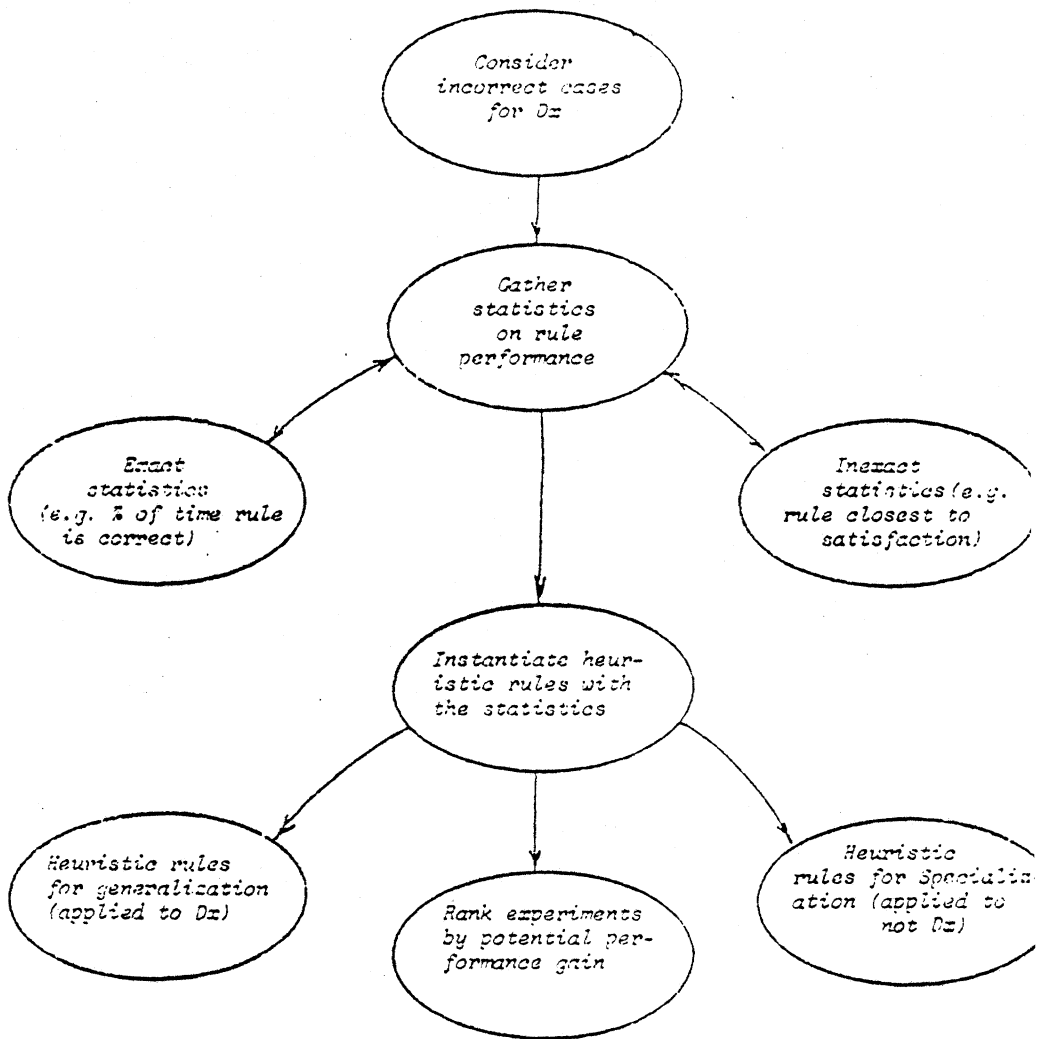 Consider
incorrect cases
for Dx
Gather
statistics
on rule
performance
Exact
statistics
(e.g. % of time rule
is correct)
Inexact
statistics(e.g.
rule closest to
satisfaction)
Instantiate heur-
istic rules with
the statistics
Heuristic rules
for generalization
(applied to Dx)
Rank experiments
by potential per-
formance gain
Heuristic
rules for Specializ
ation (applied to
not Dx)